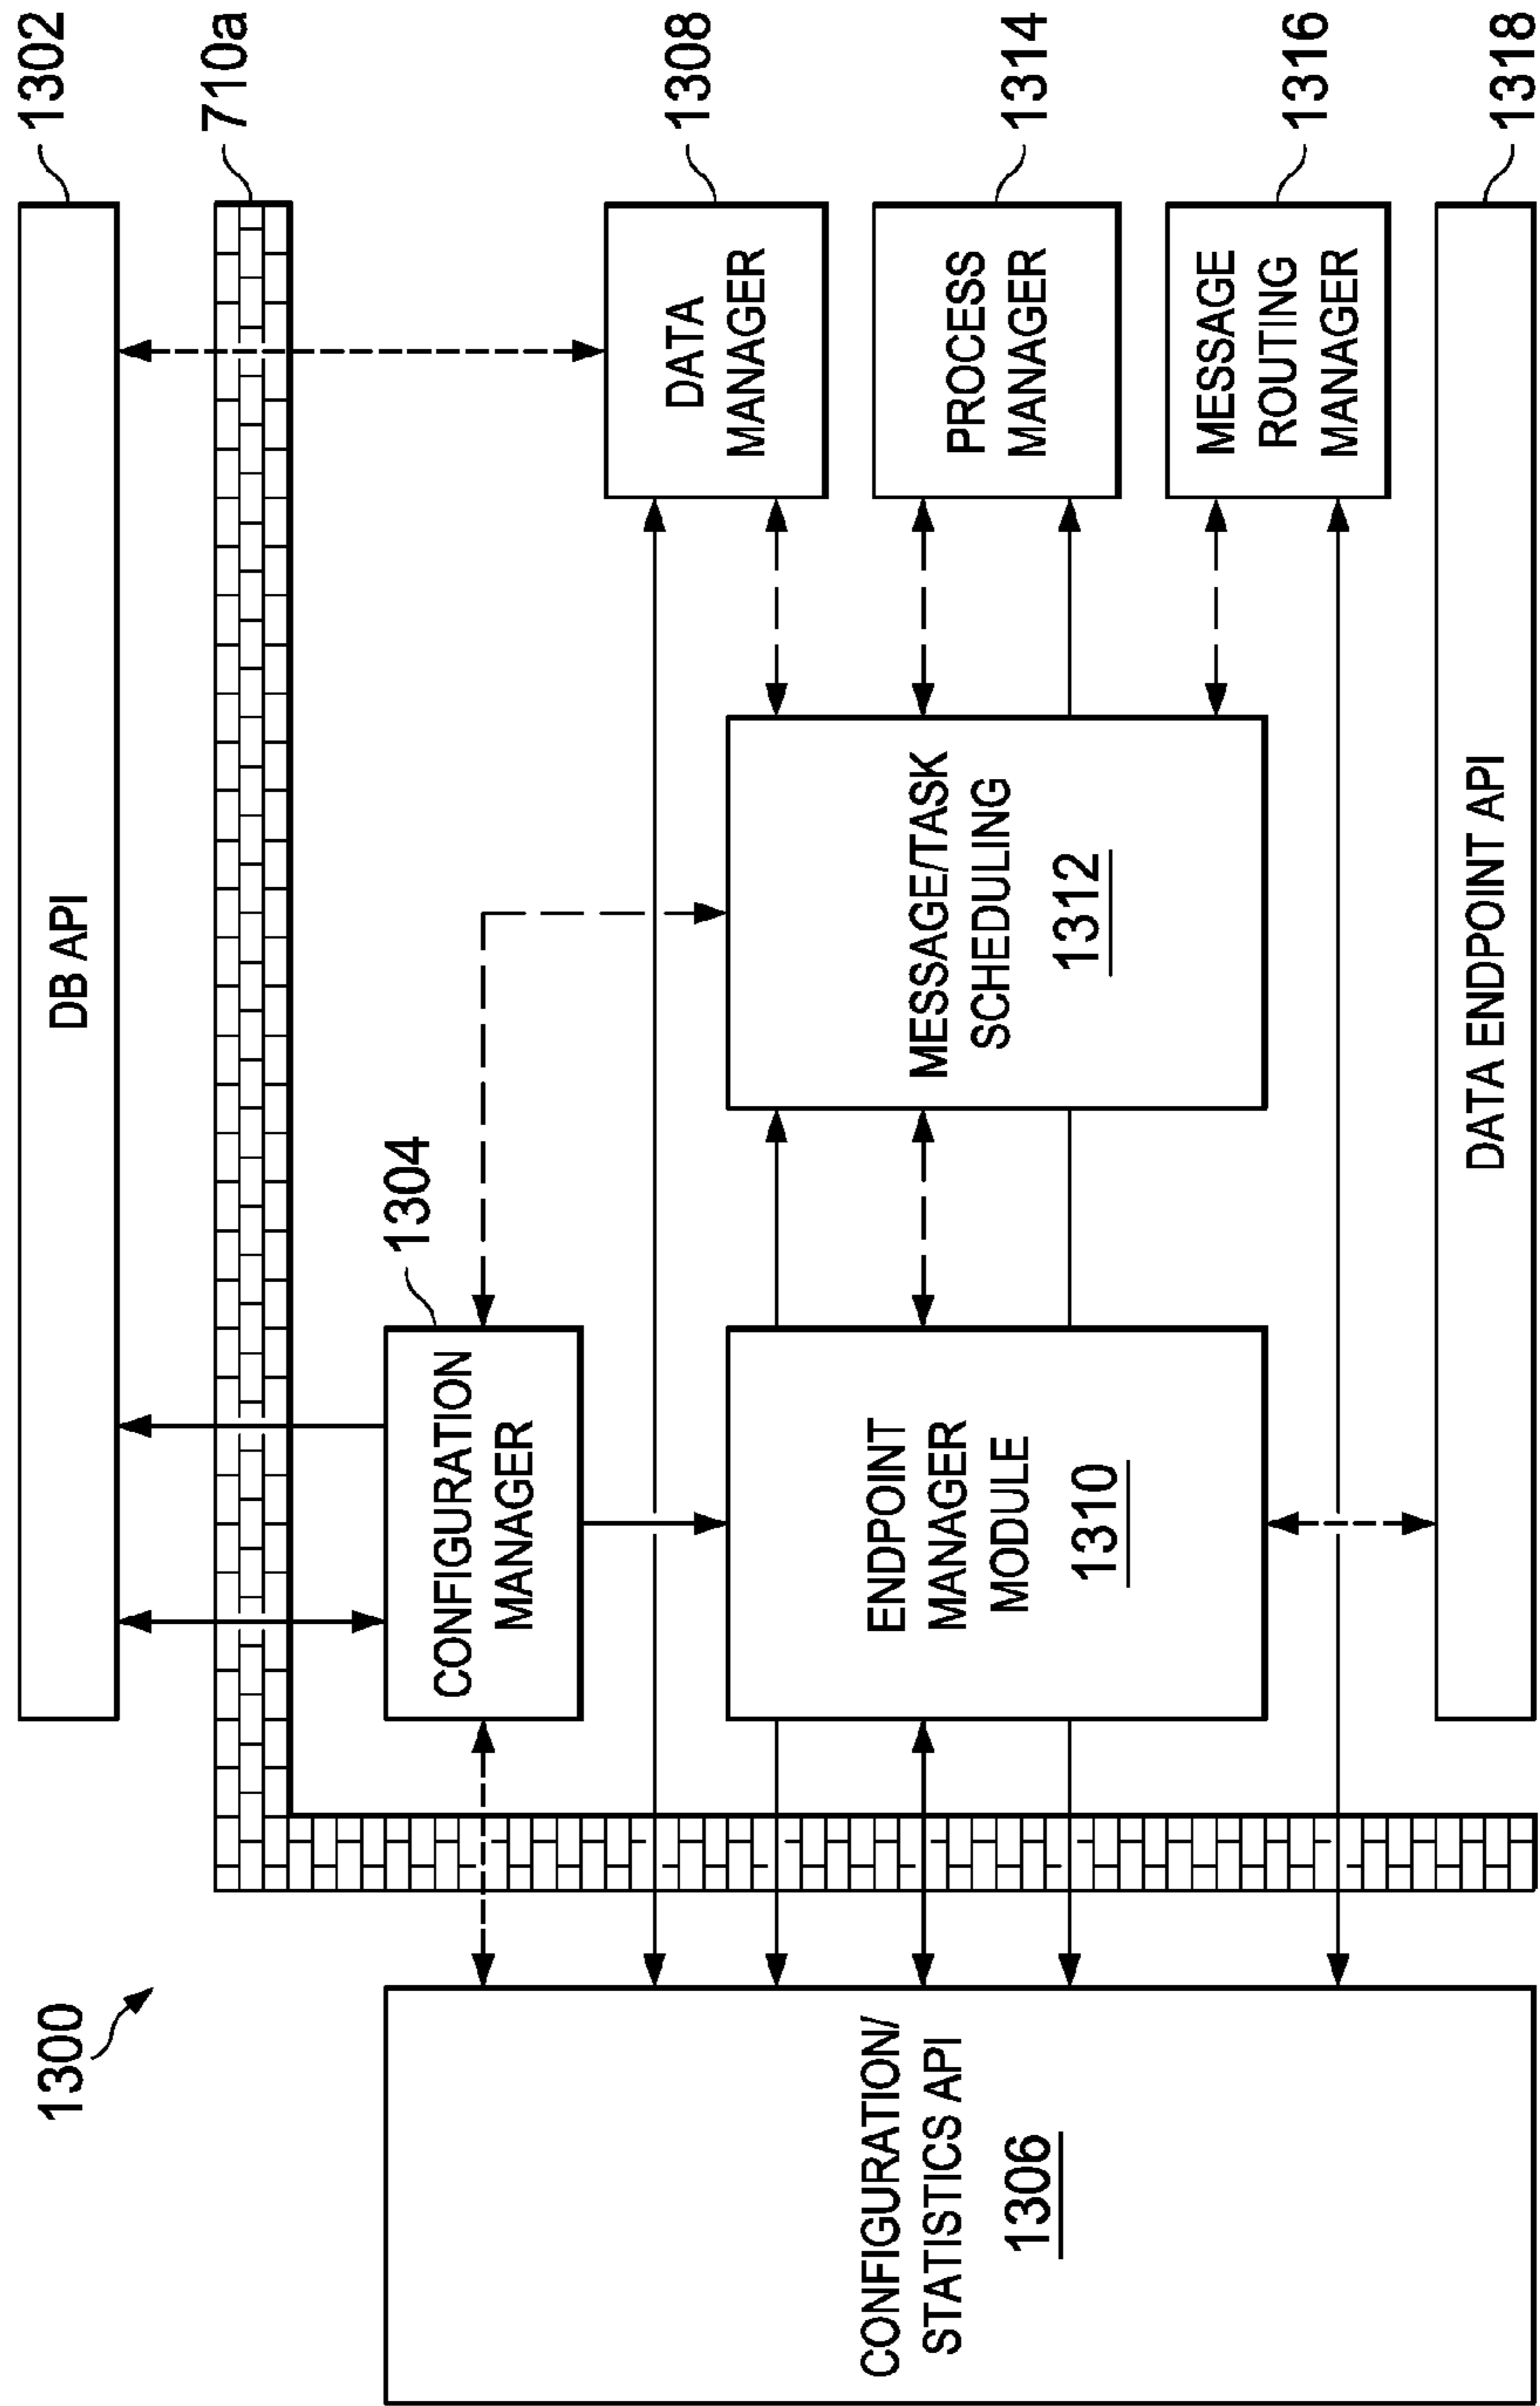 1300
DB API
1302
710a
1304
CONFIGURATION
MANAGER
DATA
MANAGER
1308
CONFIGURATION/
STATISTICS API
1306
ENDPOINT
MANAGER
MODULE
1310
MESSAGE/TASK
SCHEDULING
1312
PROCESS
MANAGER
1314
MESSAGE
ROUTING
MANAGER
1316
DATA ENDPOINT API
1318